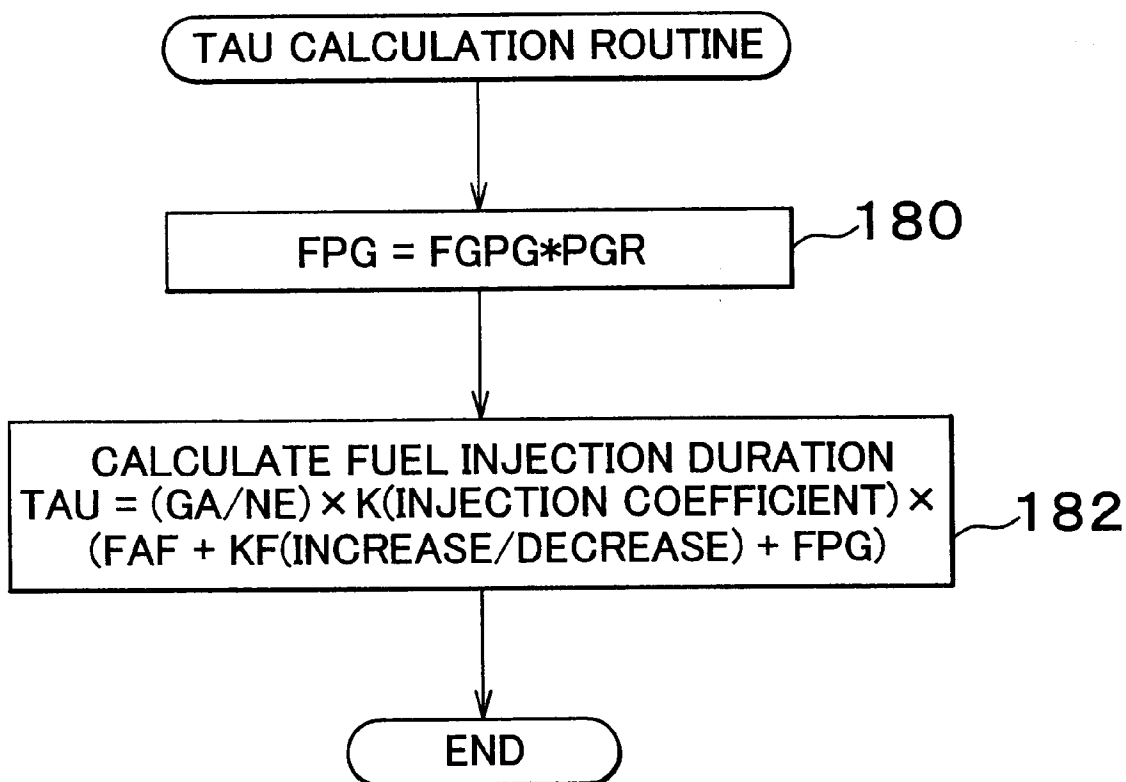 TAU CALCULATION ROUTINE
FPG = FGPG*PGR
180
CALCULATE FUEL INJECTION DURATION
TAU = (GA/NE) × K(INJECTION COEFFICIENT) ×
(FAF + KF(INCREASE/DECREASE) + FPG)
182
END